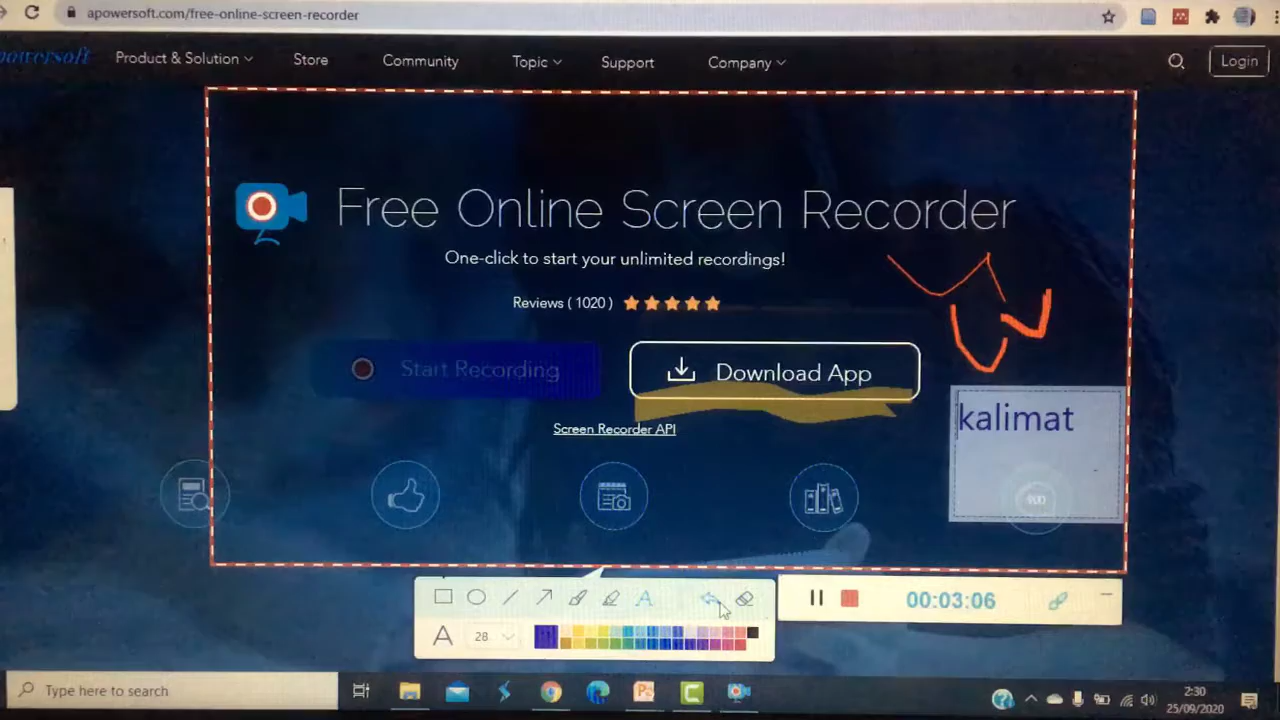 apowersoft.com/free-online-screen-recorder
powersoft Product & Solution Store Community Topic Support Company Login
Free Online Screen Recorder
One-click to start your unlimited recordings!
Reviews ( 1020 )
Start Recording
Download App
Screen Recorder API
kalimat
A
00:03:06
A 28
Type here to search
2:30
25/09/2020